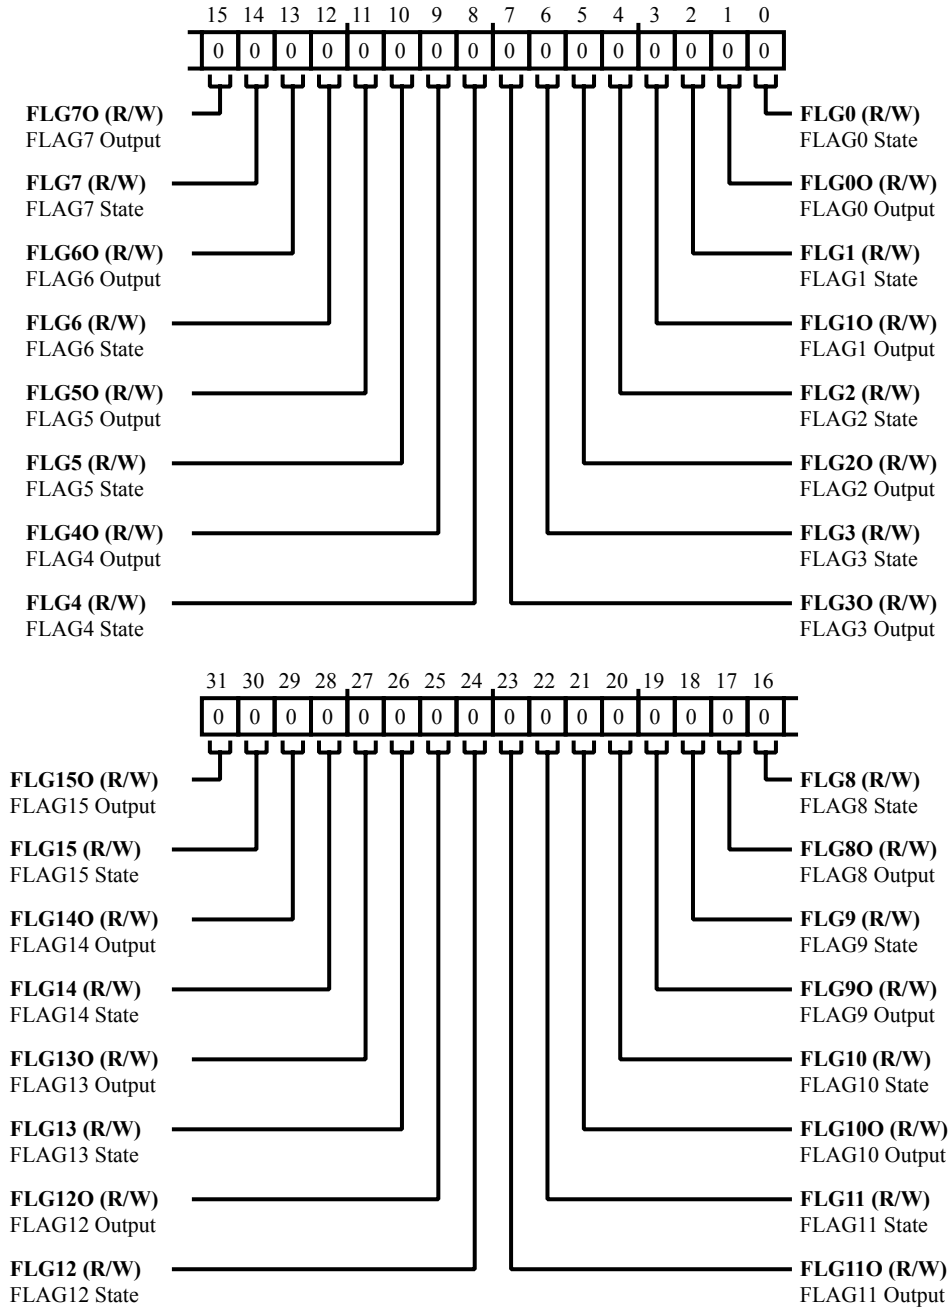 15 14 13 12 11 10 9 8 7 6 5 4 3 2 1 0
0 0 0 0 0 0 0 0 0 0 0 0 0 0 0 0
FLG7O (R/W)
FLAG7 Output
FLG7 (R/W)
FLAG7 State
FLG6O (R/W)
FLAG6 Output
FLG6 (R/W)
FLAG6 State
FLG5O (R/W)
FLAG5 Output
FLG5 (R/W)
FLAG5 State
FLG4O (R/W)
FLAG4 Output
FLG4 (R/W)
FLAG4 State
FLG0 (R/W)
FLAG0 State
FLG0O (R/W)
FLAG0 Output
FLG1 (R/W)
FLAG1 State
FLG1O (R/W)
FLAG1 Output
FLG2 (R/W)
FLAG2 State
FLG2O (R/W)
FLAG2 Output
FLG3 (R/W)
FLAG3 State
FLG3O (R/W)
FLAG3 Output
31 30 29 28 27 26 25 24 23 22 21 20 19 18 17 16
0 0 0 0 0 0 0 0 0 0 0 0 0 0 0 0
FLG15O (R/W)
FLAG15 Output
FLG15 (R/W)
FLAG15 State
FLG14O (R/W)
FLAG14 Output
FLG14 (R/W)
FLAG14 State
FLG13O (R/W)
FLAG13 Output
FLG13 (R/W)
FLAG13 State
FLG12O (R/W)
FLAG12 Output
FLG12 (R/W)
FLAG12 State
FLG8 (R/W)
FLAG8 State
FLG8O (R/W)
FLAG8 Output
FLG9 (R/W)
FLAG9 State
FLG9O (R/W)
FLAG9 Output
FLG10 (R/W)
FLAG10 State
FLG10O (R/W)
FLAG10 Output
FLG11 (R/W)
FLAG11 State
FLG11O (R/W)
FLAG11 Output